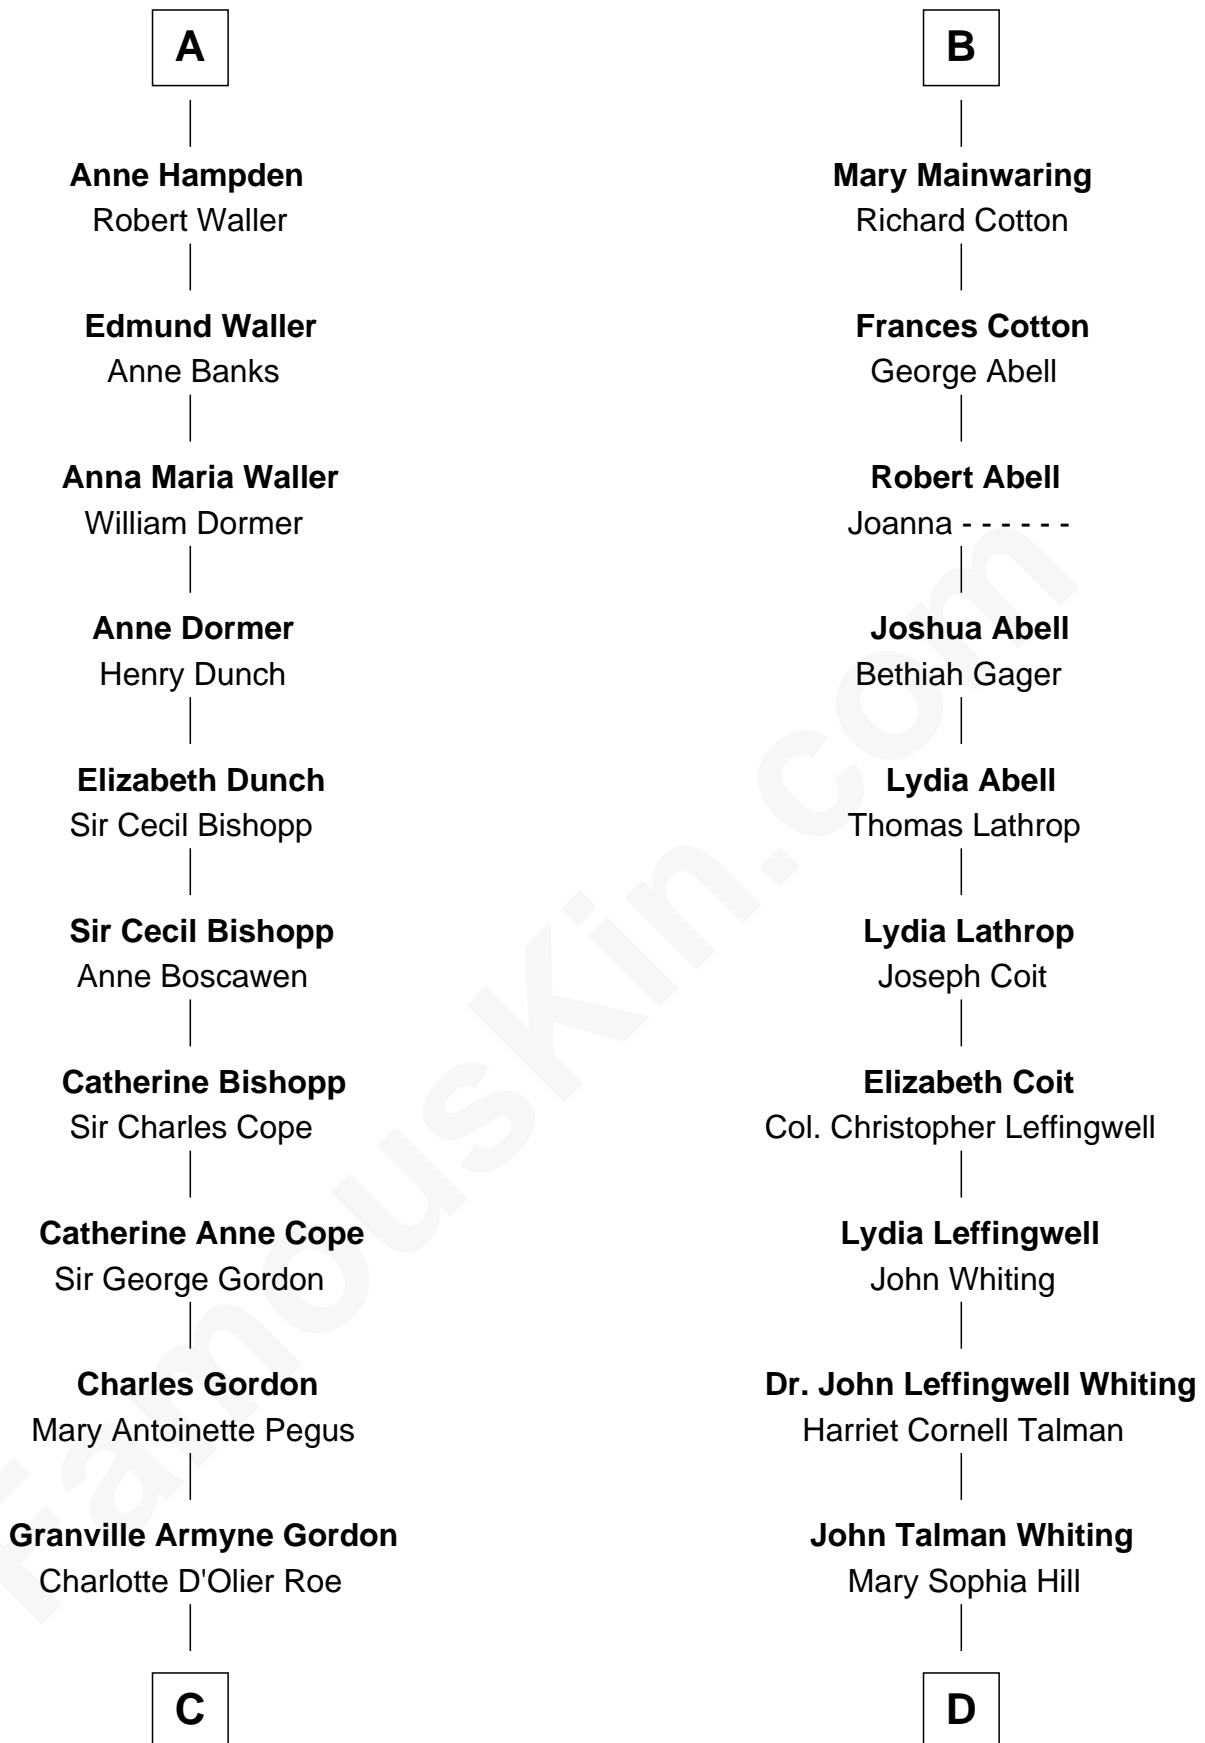 A
Anne Hampden
Robert Waller
Edmund Waller
Anne Banks
Anna Maria Waller
William Dormer
Anne Dormer
Henry Dunch
Elizabeth Dunch
Sir Cecil Bishopp
Sir Cecil Bishopp
Anne Boscawen
Catherine Bishopp
Sir Charles Cope
Catherine Anne Cope
Sir George Gordon
Charles Gordon
Mary Antoinette Pegus
Granville Armyne Gordon
Charlotte D'Olier Roe
C
B
Mary Mainwaring
Richard Cotton
Frances Cotton
George Abell
Robert Abell
Joanna - - - - - -
Joshua Abell
Bethiah Gager
Lydia Abell
Thomas Lathrop
Lydia Lathrop
Joseph Coit
Elizabeth Coit
Col. Christopher Leffingwell
Lydia Leffingwell
John Whiting
Dr. John Leffingwell Whiting
Harriet Cornell Talman
John Talman Whiting
Mary Sophia Hill
D
FamousKin.com